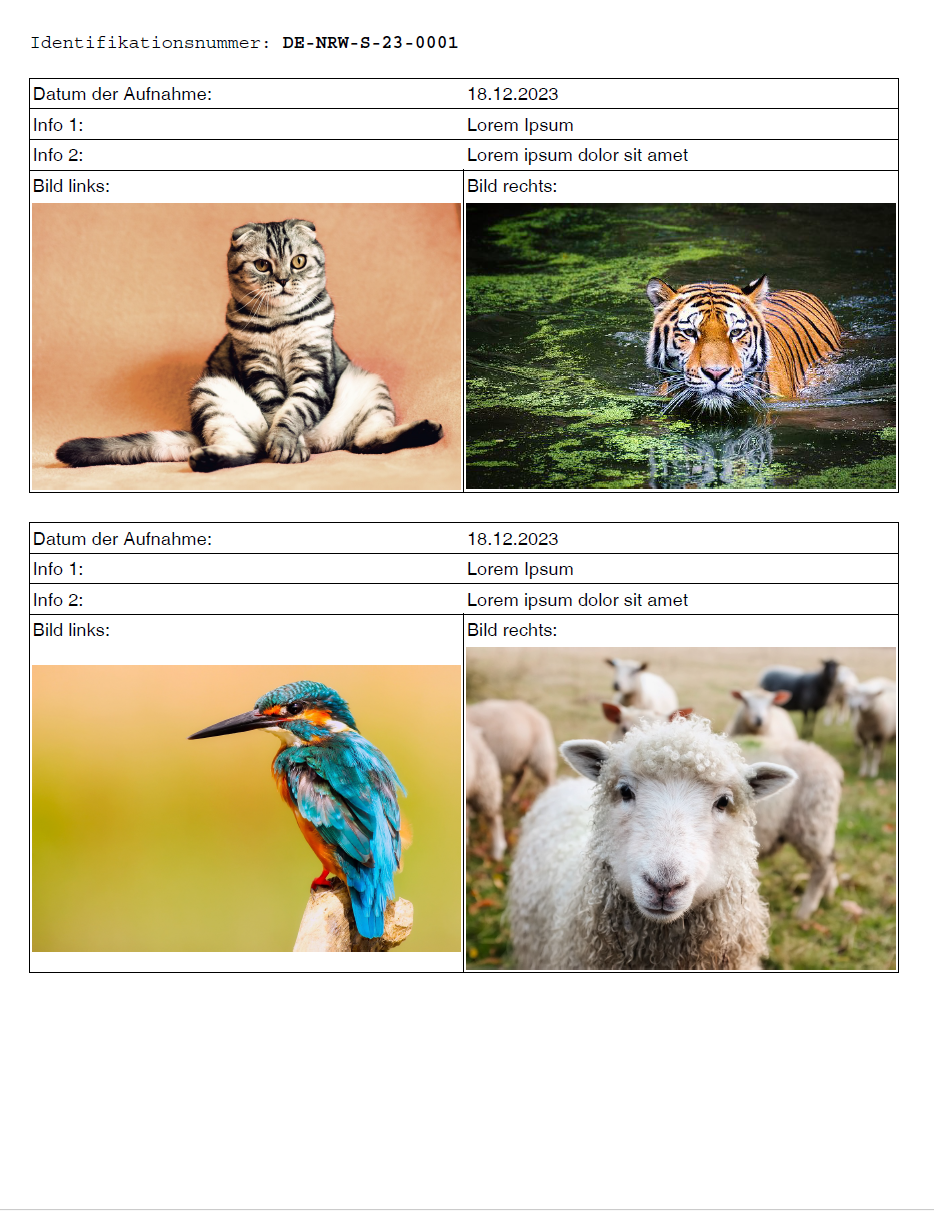 Identifikationsnummer: DE-NRW-S-23-0001
Datum der Aufnahme: 18.12.2023
Info 1: Lorem Ipsum
Info 2: Lorem ipsum dolor sit amet
Bild links: Bild rechts:
Datum der Aufnahme: 18.12.2023
Info 1: Lorem Ipsum
Info 2: Lorem ipsum dolor sit amet
Bild links: Bild rechts: